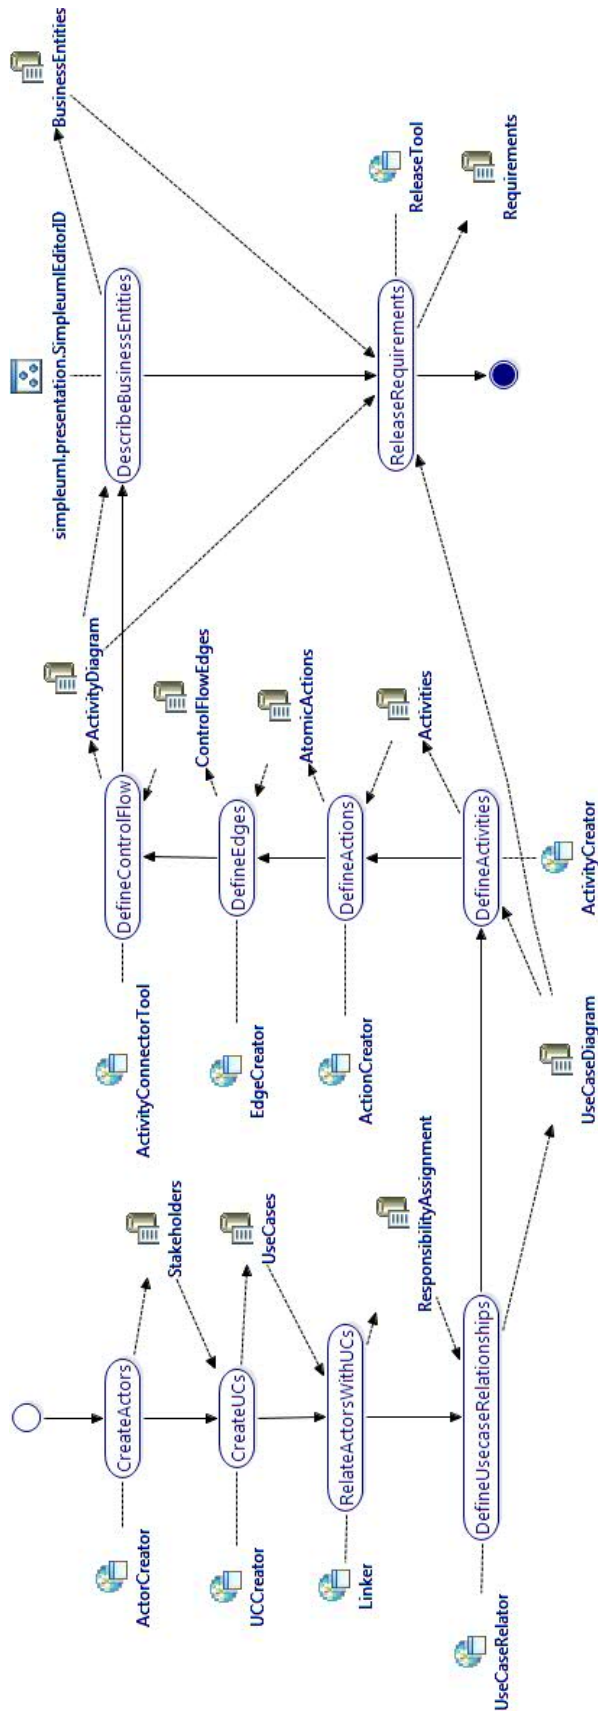 ActorCreator
CreateActors
Stakeholders
UCCreator
CreateUCs
UseCases
Linker
RelateActorsWithUCs
ResponsibilityAssignment
UseCaseRelator
DefineUsecaseRelationships
UseCaseDiagram
ActivityConnectorTool
DefineControlFlow
ActivityDiagram
EdgeCreator
DefineEdges
ControlFlowEdges
ActionCreator
DefineActions
AtomicActions
DefineActivities
Activities
ActivityCreator
simpleuml.presentation.SimpleumlEditorID
DescribeBusinessEntities
BusinessEntities
ReleaseRequirements
ReleaseTool
Requirements